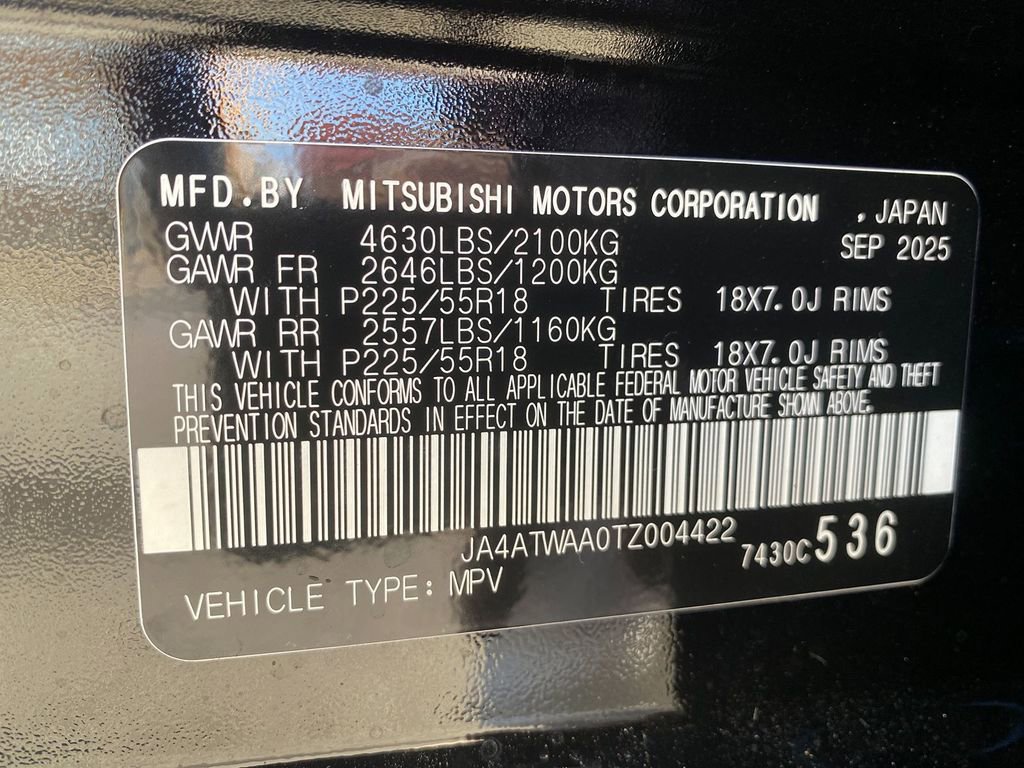 MFD.BY MITSUBISHI MOTORS CORPORATION , JAPAN
GVWR 4630LBS/2100KG SEP 2025
GAWR FR 2646LBS/1200KG
WITH P225/55R18 TIRES 18X7.0J RIMS
GAWR RR 2557LBS/1160KG
WITH P225/55R18 TIRES 18X7.0J RIMS
THIS VEHICLE CONFORMS TO ALL APPLICABLE FEDERAL MOTOR VEHICLE SAFETY AND THEFT
PREVENTION STANDARDS IN EFFECT ON THE DATE OF MANUFACTURE SHOWN ABOVE.
JA4ATWAA0TZ004422 7430C536
VEHICLE TYPE: MPV